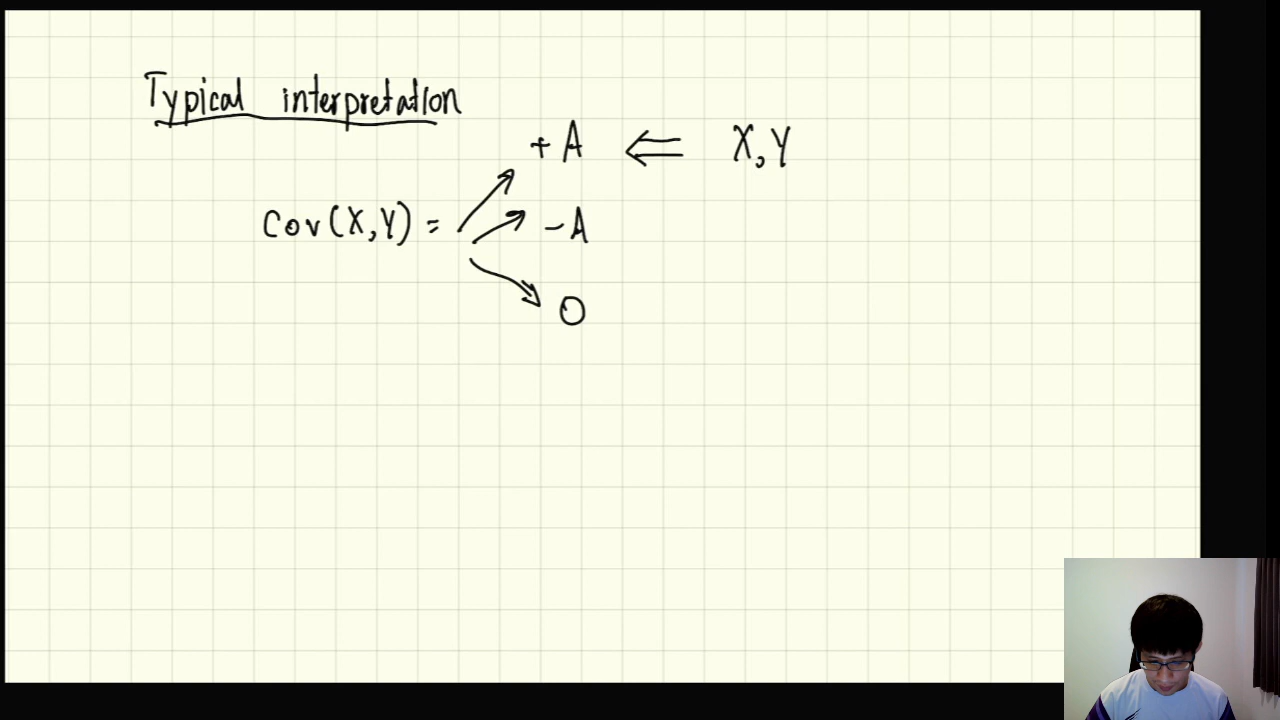 Typical interpretation
+A ⇐ X,Y
Cov(X,Y) = -A
0